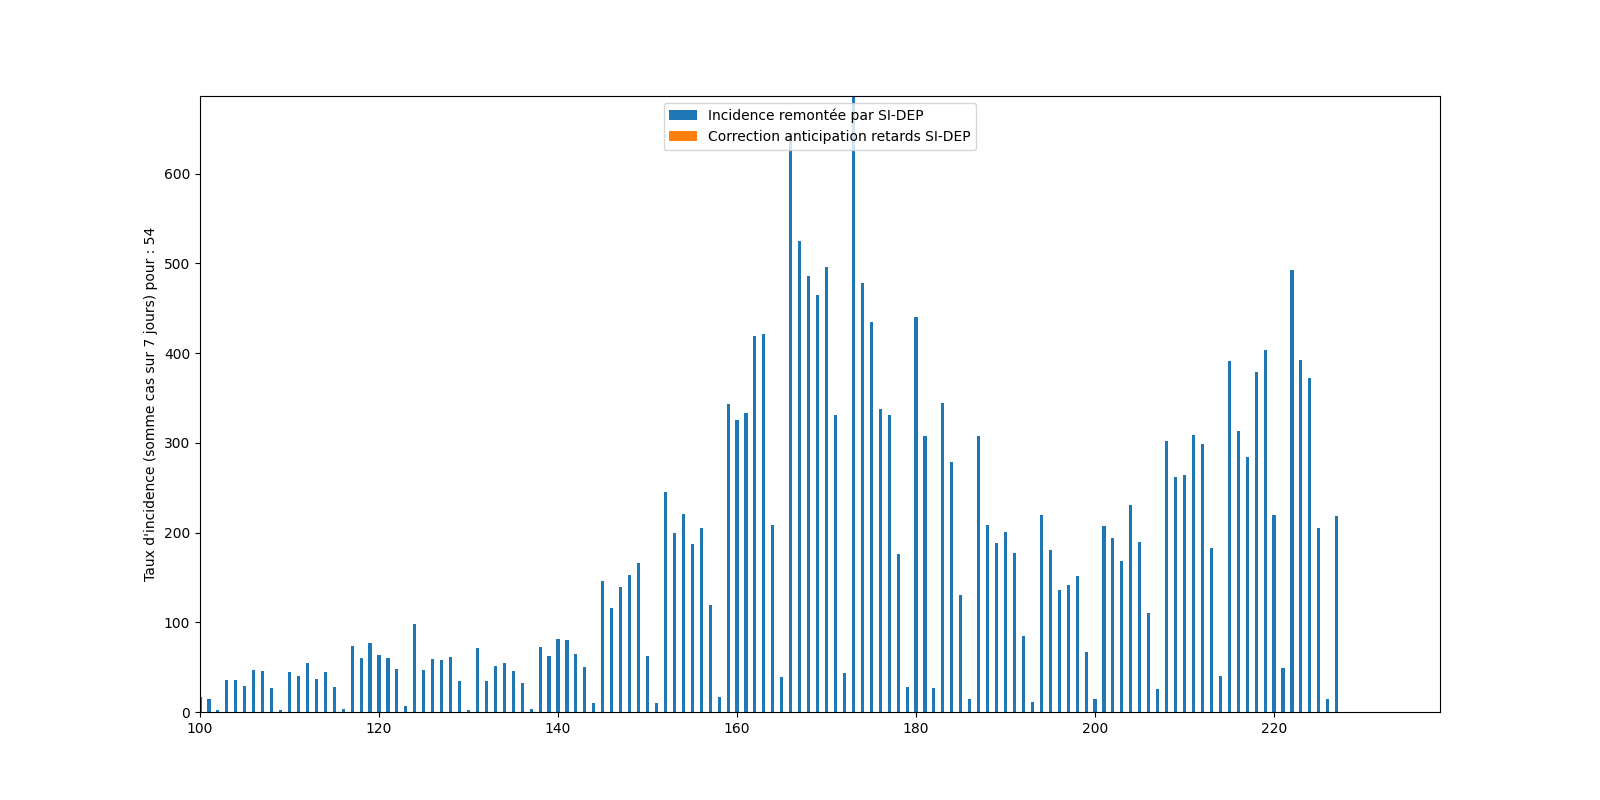 Incidence remontée par SI-DEP
Correction anticipation retards SI-DEP
Taux d'incidence (somme cas sur 7 jours) pour : 54
600
500
400
300
200
100
0
100 120 140 160 180 200 220